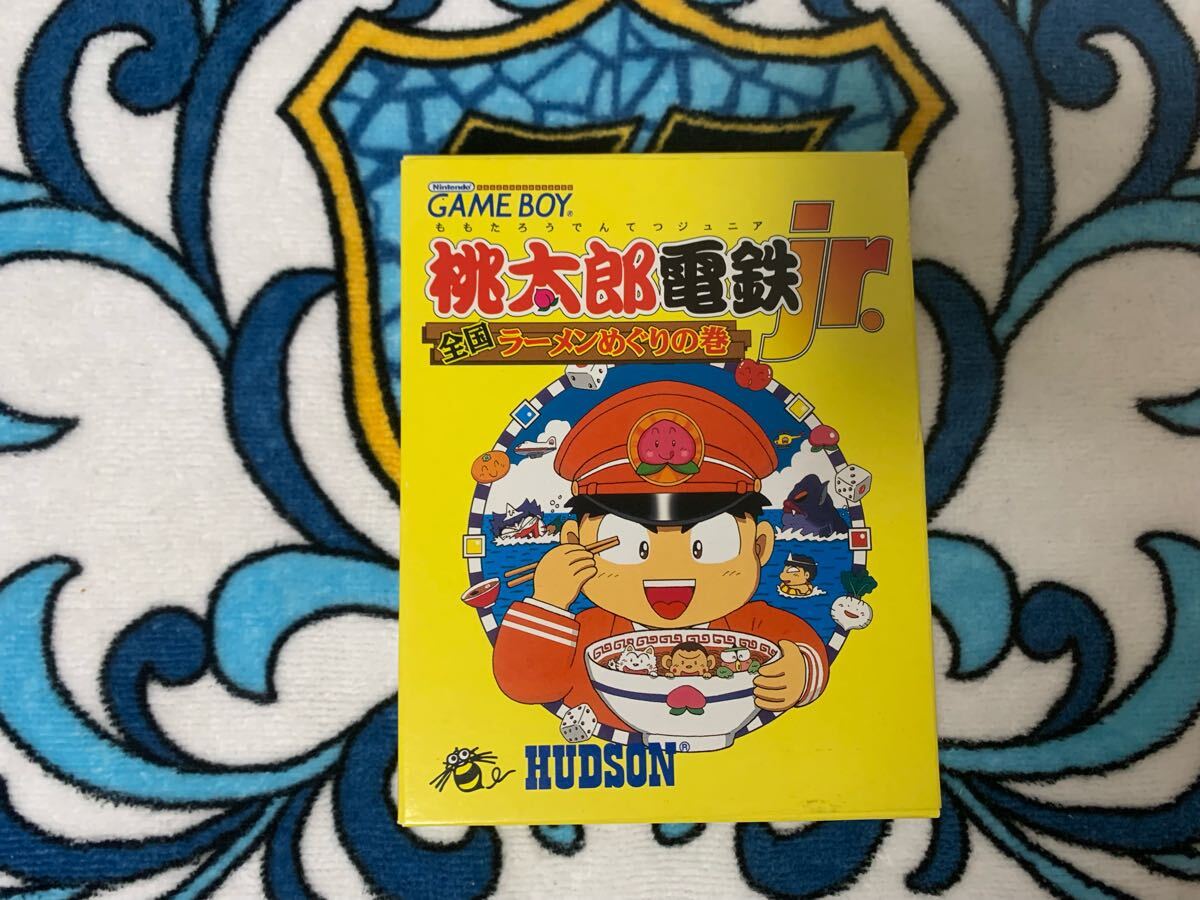 Nintendo
GAME BOY®
ももたろうでんてつジュニア
桃太郎電鉄jr.
全国ラーメンめぐりの巻
HUDSON®